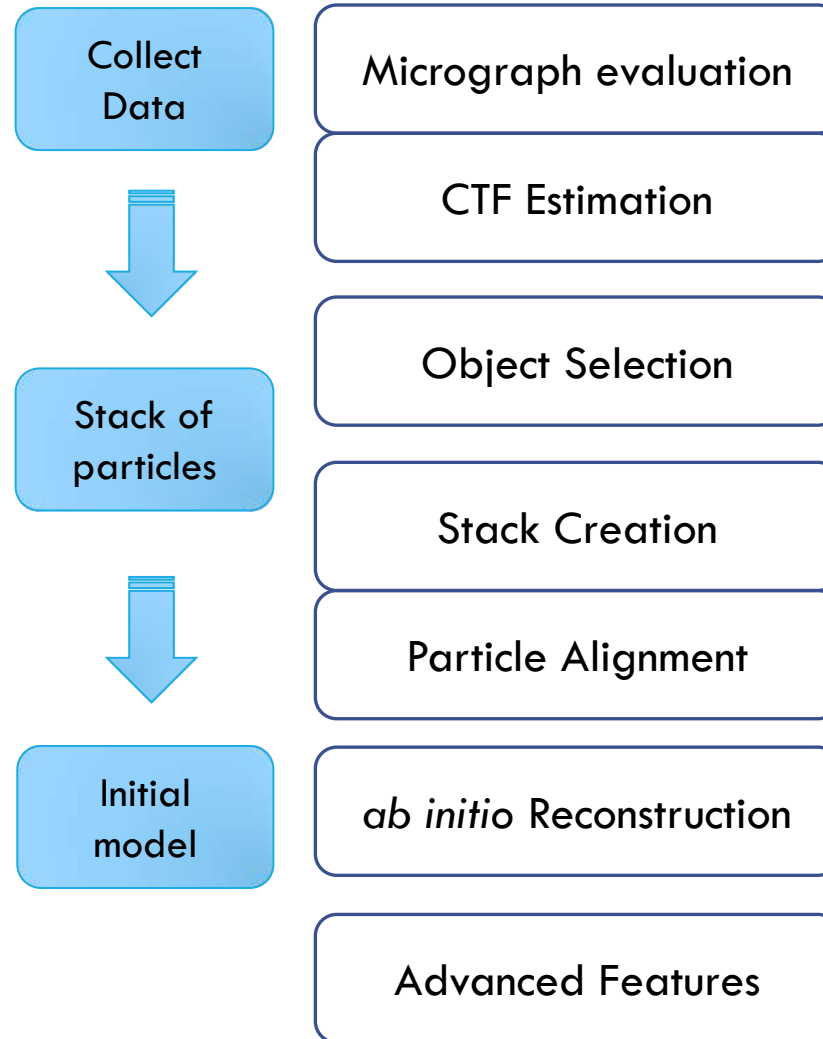 Collect
Data
Micrograph evaluation
CTF Estimation
Object Selection
Stack of
particles
Stack Creation
Particle Alignment
Initial
model
ab initio Reconstruction
Advanced Features